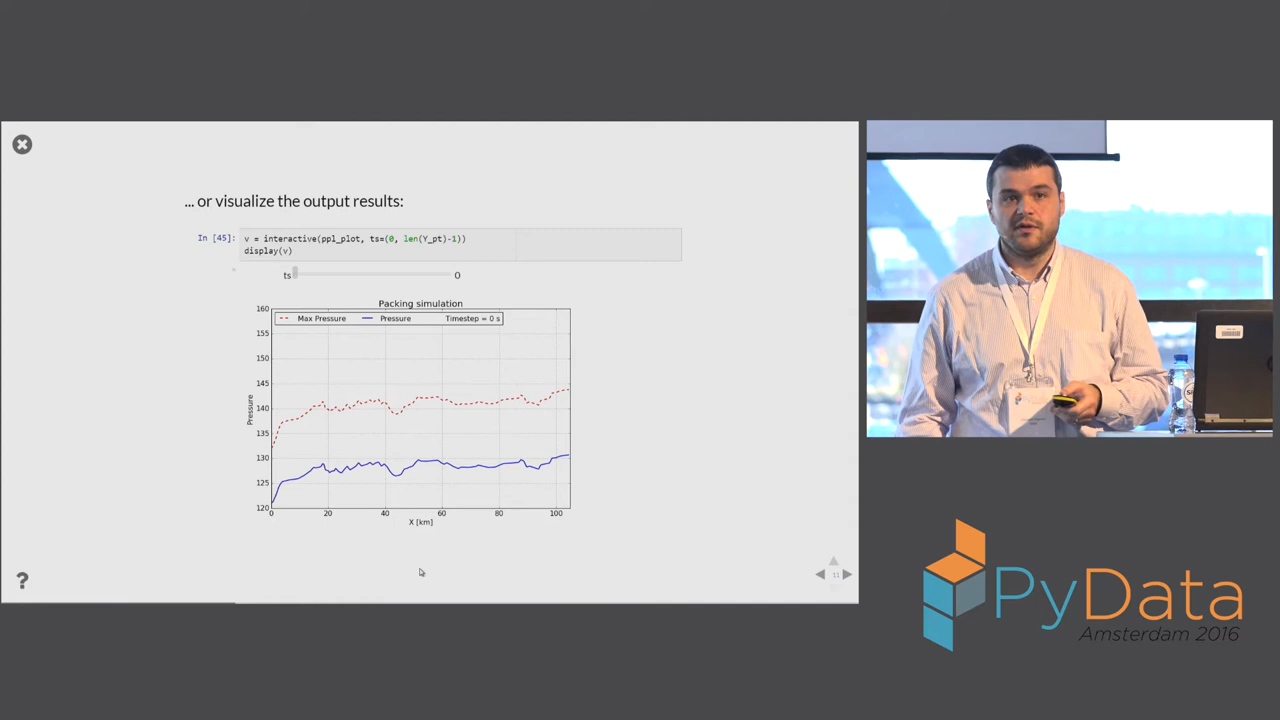 ... or visualize the output results:
In [45]:
v = interactive(ppl_plot, ts=(0, len(Y_pt)-1))
display(v)
ts 0
Packing simulation
Max Pressure Pressure Timestep = 0 s
160
155
150
145
140
135
130
125
120
Pressure
0 20 40 60 80 100
X [km]
?
11
PyData
Amsterdam 2016